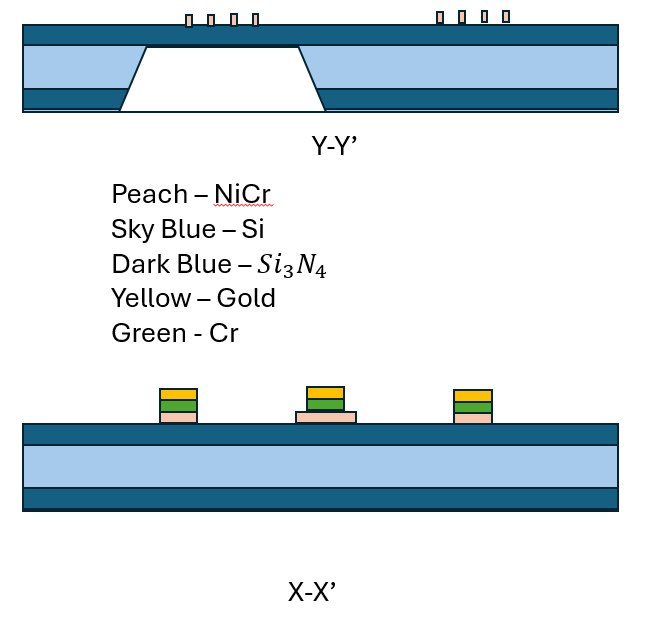 Y-Y’
Peach – NiCr
Sky Blue – Si
Dark Blue – 𝑆𝑖₃𝑁₄
Yellow – Gold
Green - Cr
X-X’